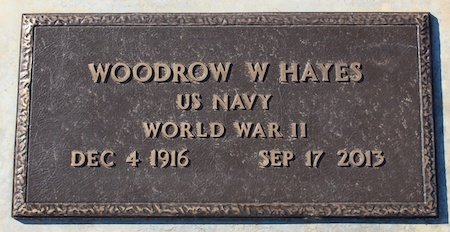 WOODROW W HAYES
US NAVY
WORLD WAR II
DEC 4 1916 SEP 17 2013